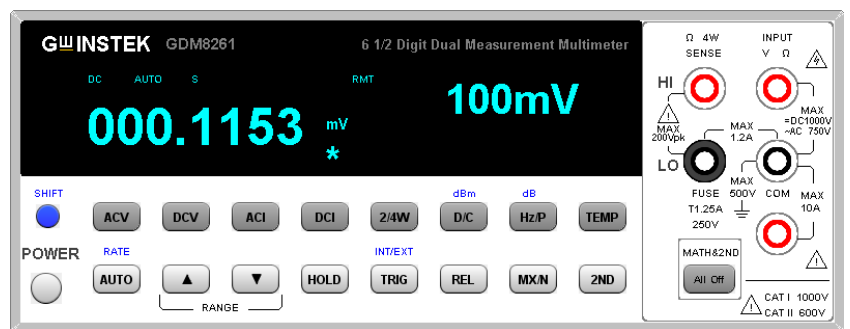 GW INSTEK GDM8261 6 1/2 Digit Dual Measurement Multimeter
DC AUTO S RMT
000.1153 mV
*
100mV
SHIFT
dBm dB
ACV DCV ACI DCI 2/4W D/C Hz/P TEMP
POWER
RATE INT/EXT
AUTO ▲ ▼ HOLD TRIG REL MX/N 2ND
RANGE
Ω 4W INPUT
SENSE V Ω
HI
MAX
200Vpk
MAX
1.2A
MAX
=DC1000V
~AC 750V
LO
FUSE
T1.25A
250V
MAX
500V
COM
MAX
10A
MATH&2ND
All Off
CAT I 1000V
CAT II 600V